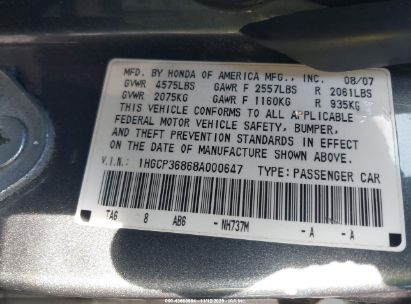 MFD. BY HONDA OF AMERICA MFG., INC. 08/07
GVWR 4575LBS GAWR F 2557LBS R 2061LBS
GVWR 2075KG GAWR F 1160KG R 935KG
THIS VEHICLE CONFORMS TO ALL APPLICABLE
FEDERAL MOTOR VEHICLE SAFETY, BUMPER,
AND THEFT PREVENTION STANDARDS IN EFFECT
ON THE DATE OF MANUFACTURE SHOWN ABOVE.
V.I.N.: 1HGCP36868A000647 TYPE: PASSENGER CAR
TA6 8 AB6 - NH737M - A - A